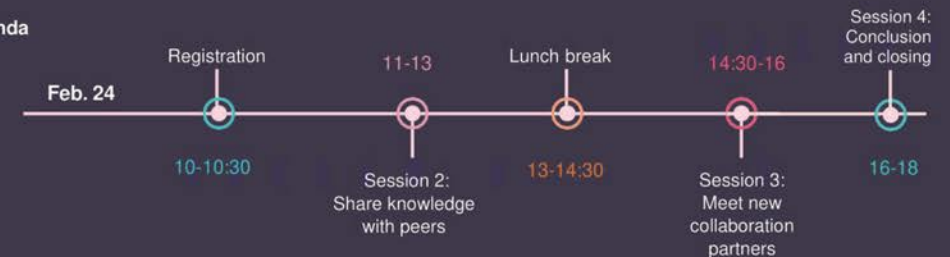 nda
Feb. 24
Registration
10-10:30
11-13
Session 2:
Share knowledge
with peers
Lunch break
13-14:30
14:30-16
Session 3:
Meet new
collaboration
partners
Session 4:
Conclusion
and closing
16-18